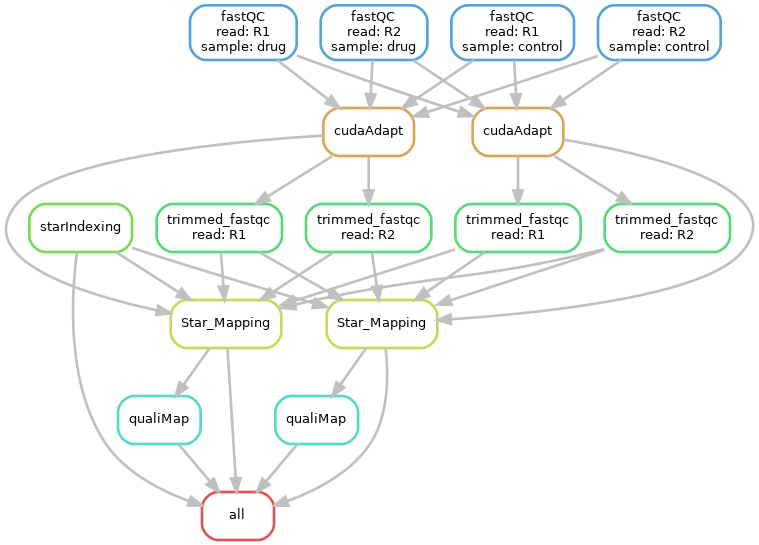 fastQC
read: R1
sample: drug
fastQC
read: R2
sample: drug
fastQC
read: R1
sample: control
fastQC
read: R2
sample: control
cudaAdapt
cudaAdapt
starIndexing
trimmed_fastqc
read: R1
trimmed_fastqc
read: R2
trimmed_fastqc
read: R1
trimmed_fastqc
read: R2
Star_Mapping
Star_Mapping
qualiMap
qualiMap
all